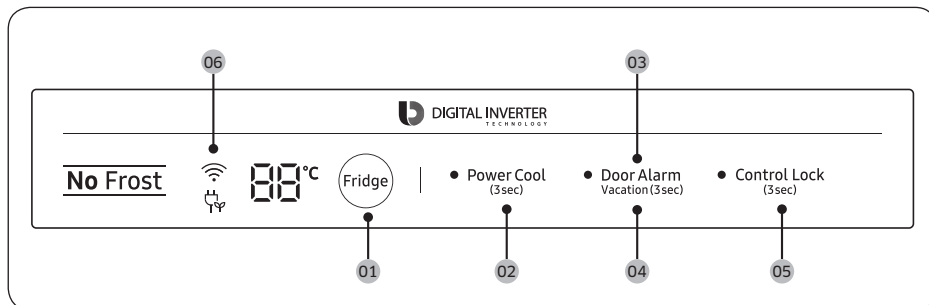 06
03
DIGITAL INVERTER
TECHNOLOGY
No Frost
88°C
Fridge
Power Cool
(3sec)
Door Alarm
Vacation (3sec)
Control Lock
(3sec)
01
02
04
05